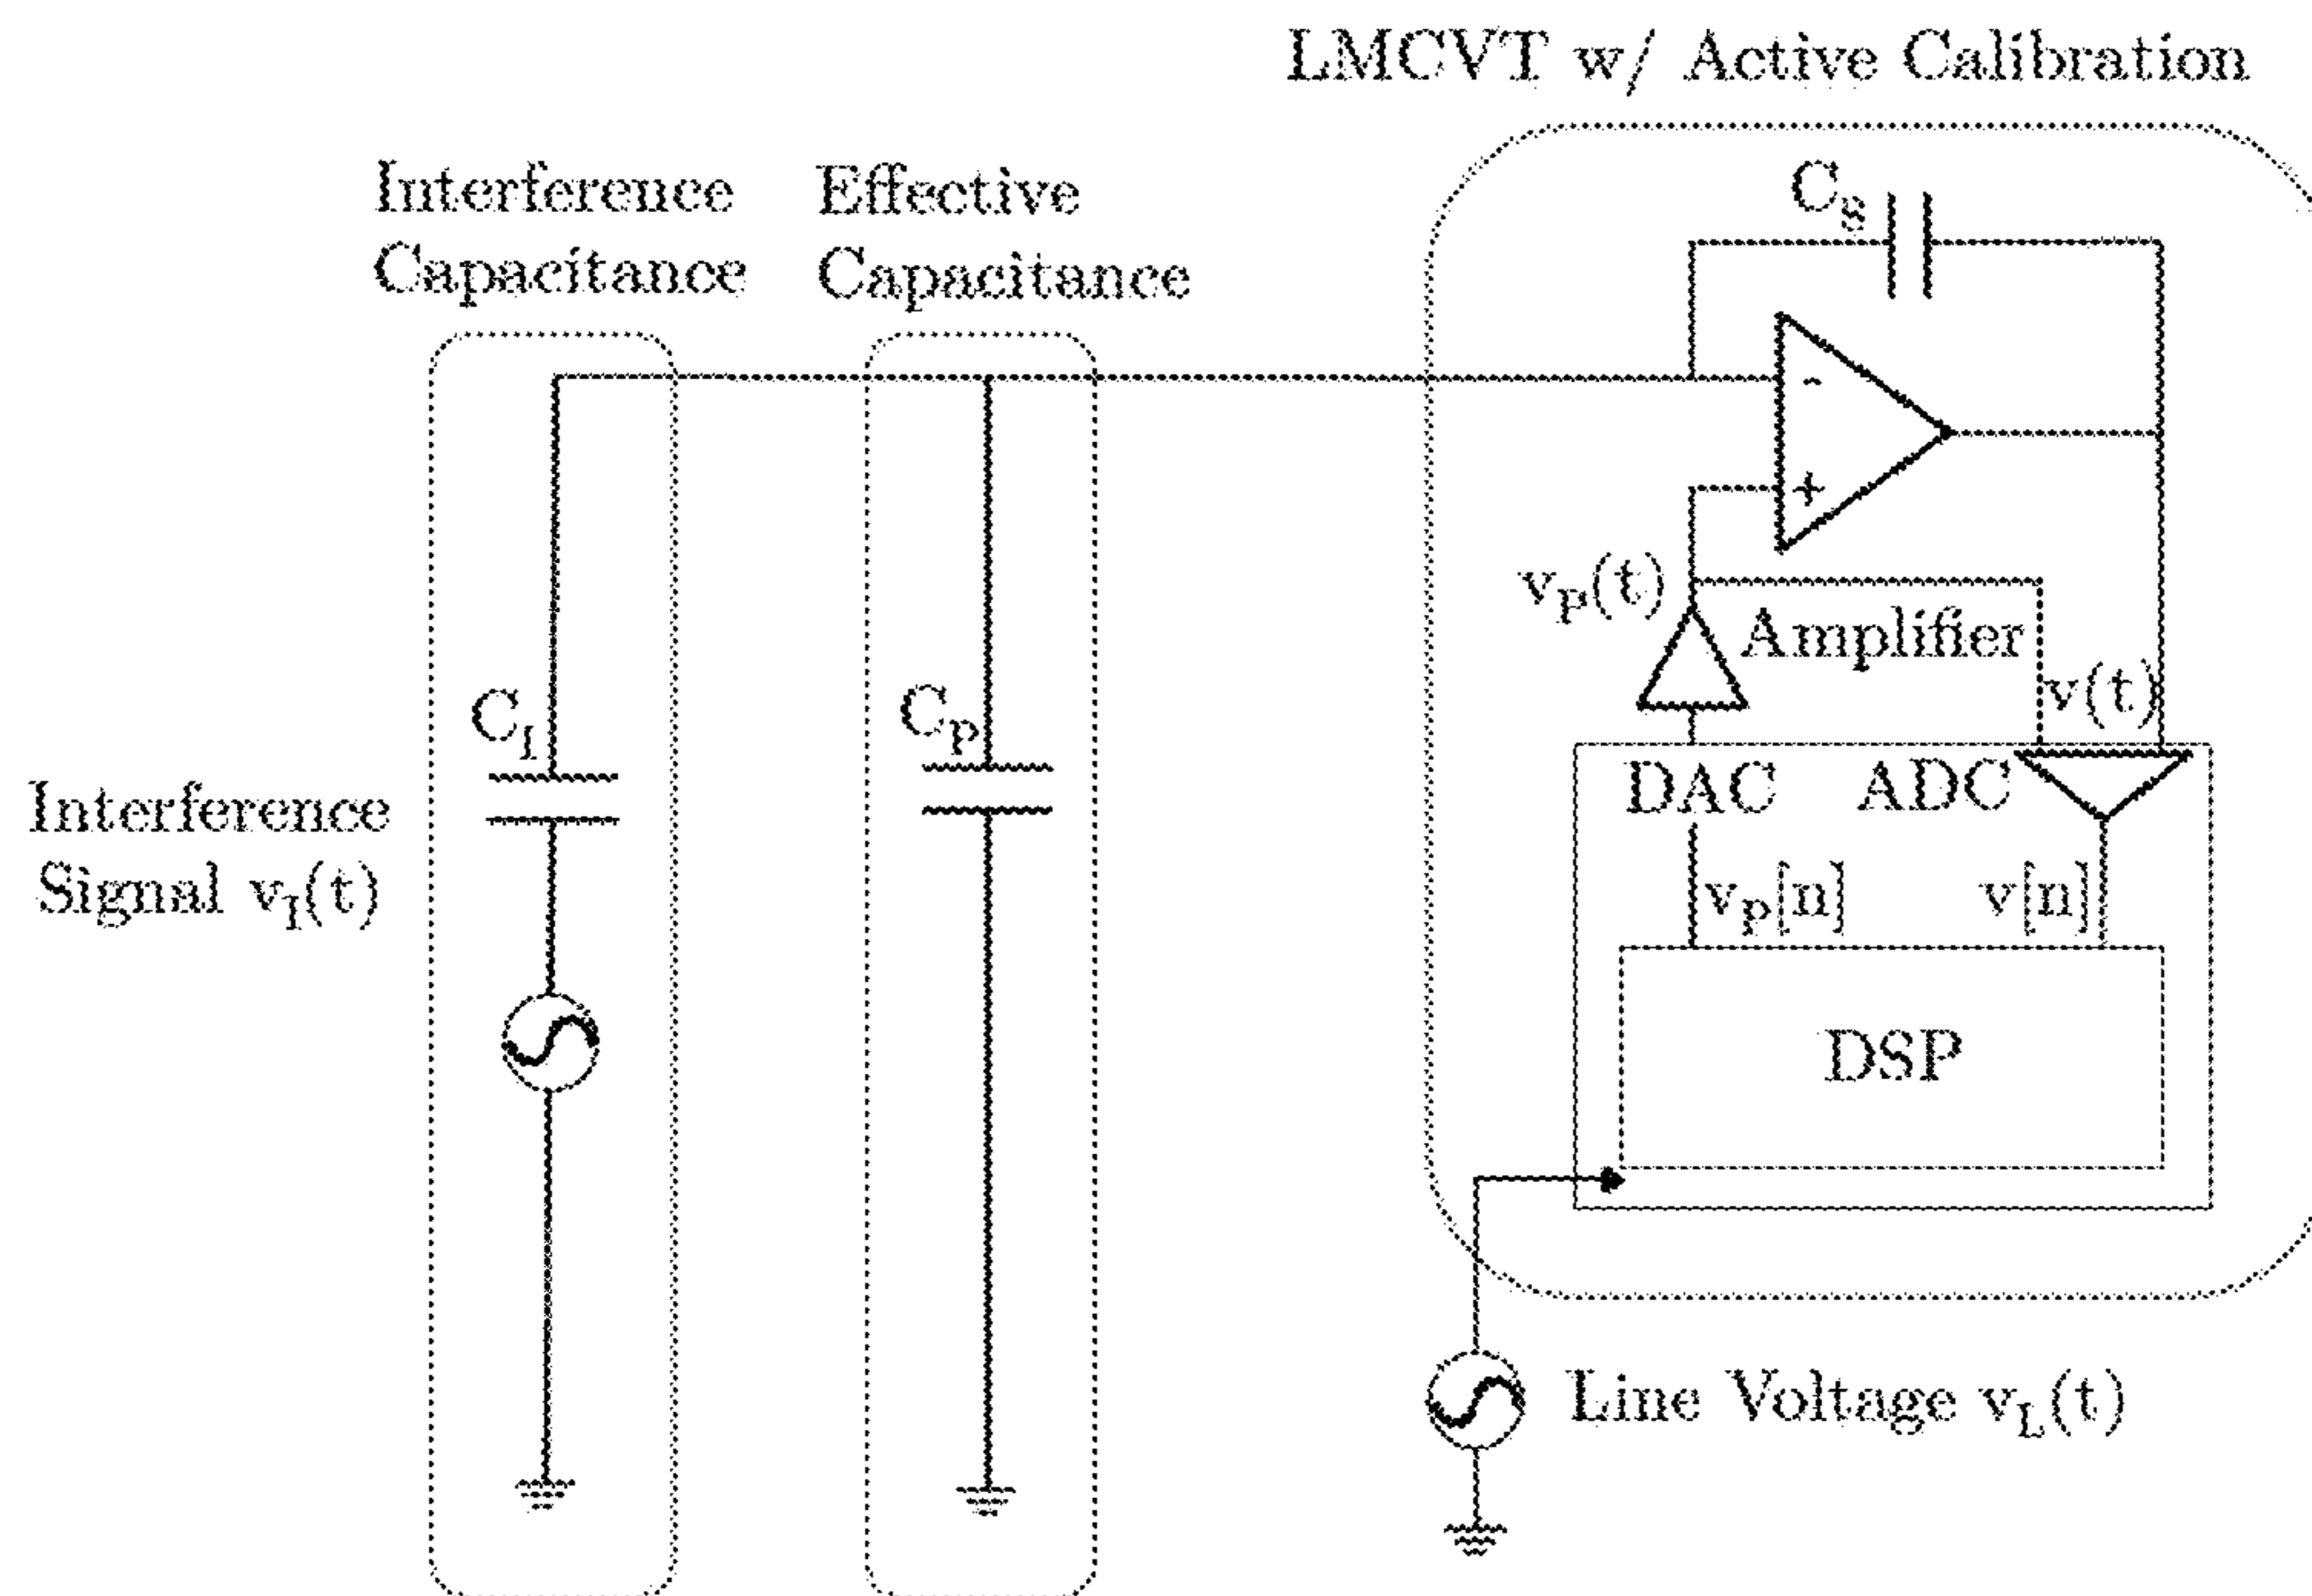 LMCVT w/ Active Calibration
Interference
Capacitance
Effective
Capacitance
C_S
-
+
v_P(t)
Amplifier
v(t)
C_I
C_P
DAC
ADC
Interference
Signal v_I(t)
v_P[n]
v[n]
DSP
Line Voltage v_L(t)